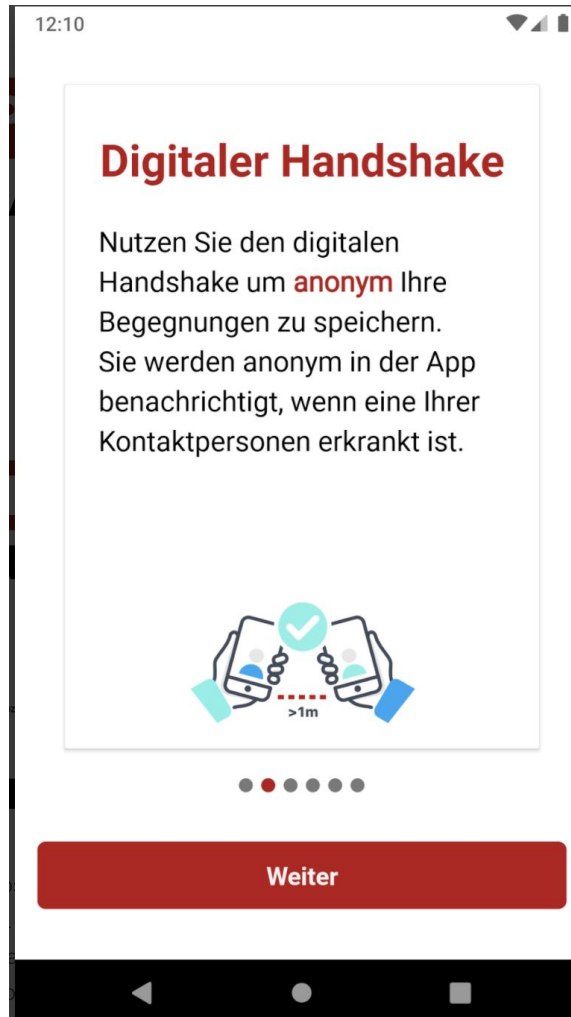 12:10
Digitaler Handshake
Nutzen Sie den digitalen
Handshake um anonym Ihre
Begegnungen zu speichern.
Sie werden anonym in der App
benachrichtigt, wenn eine Ihrer
Kontaktpersonen erkrankt ist.
>1m
Weiter